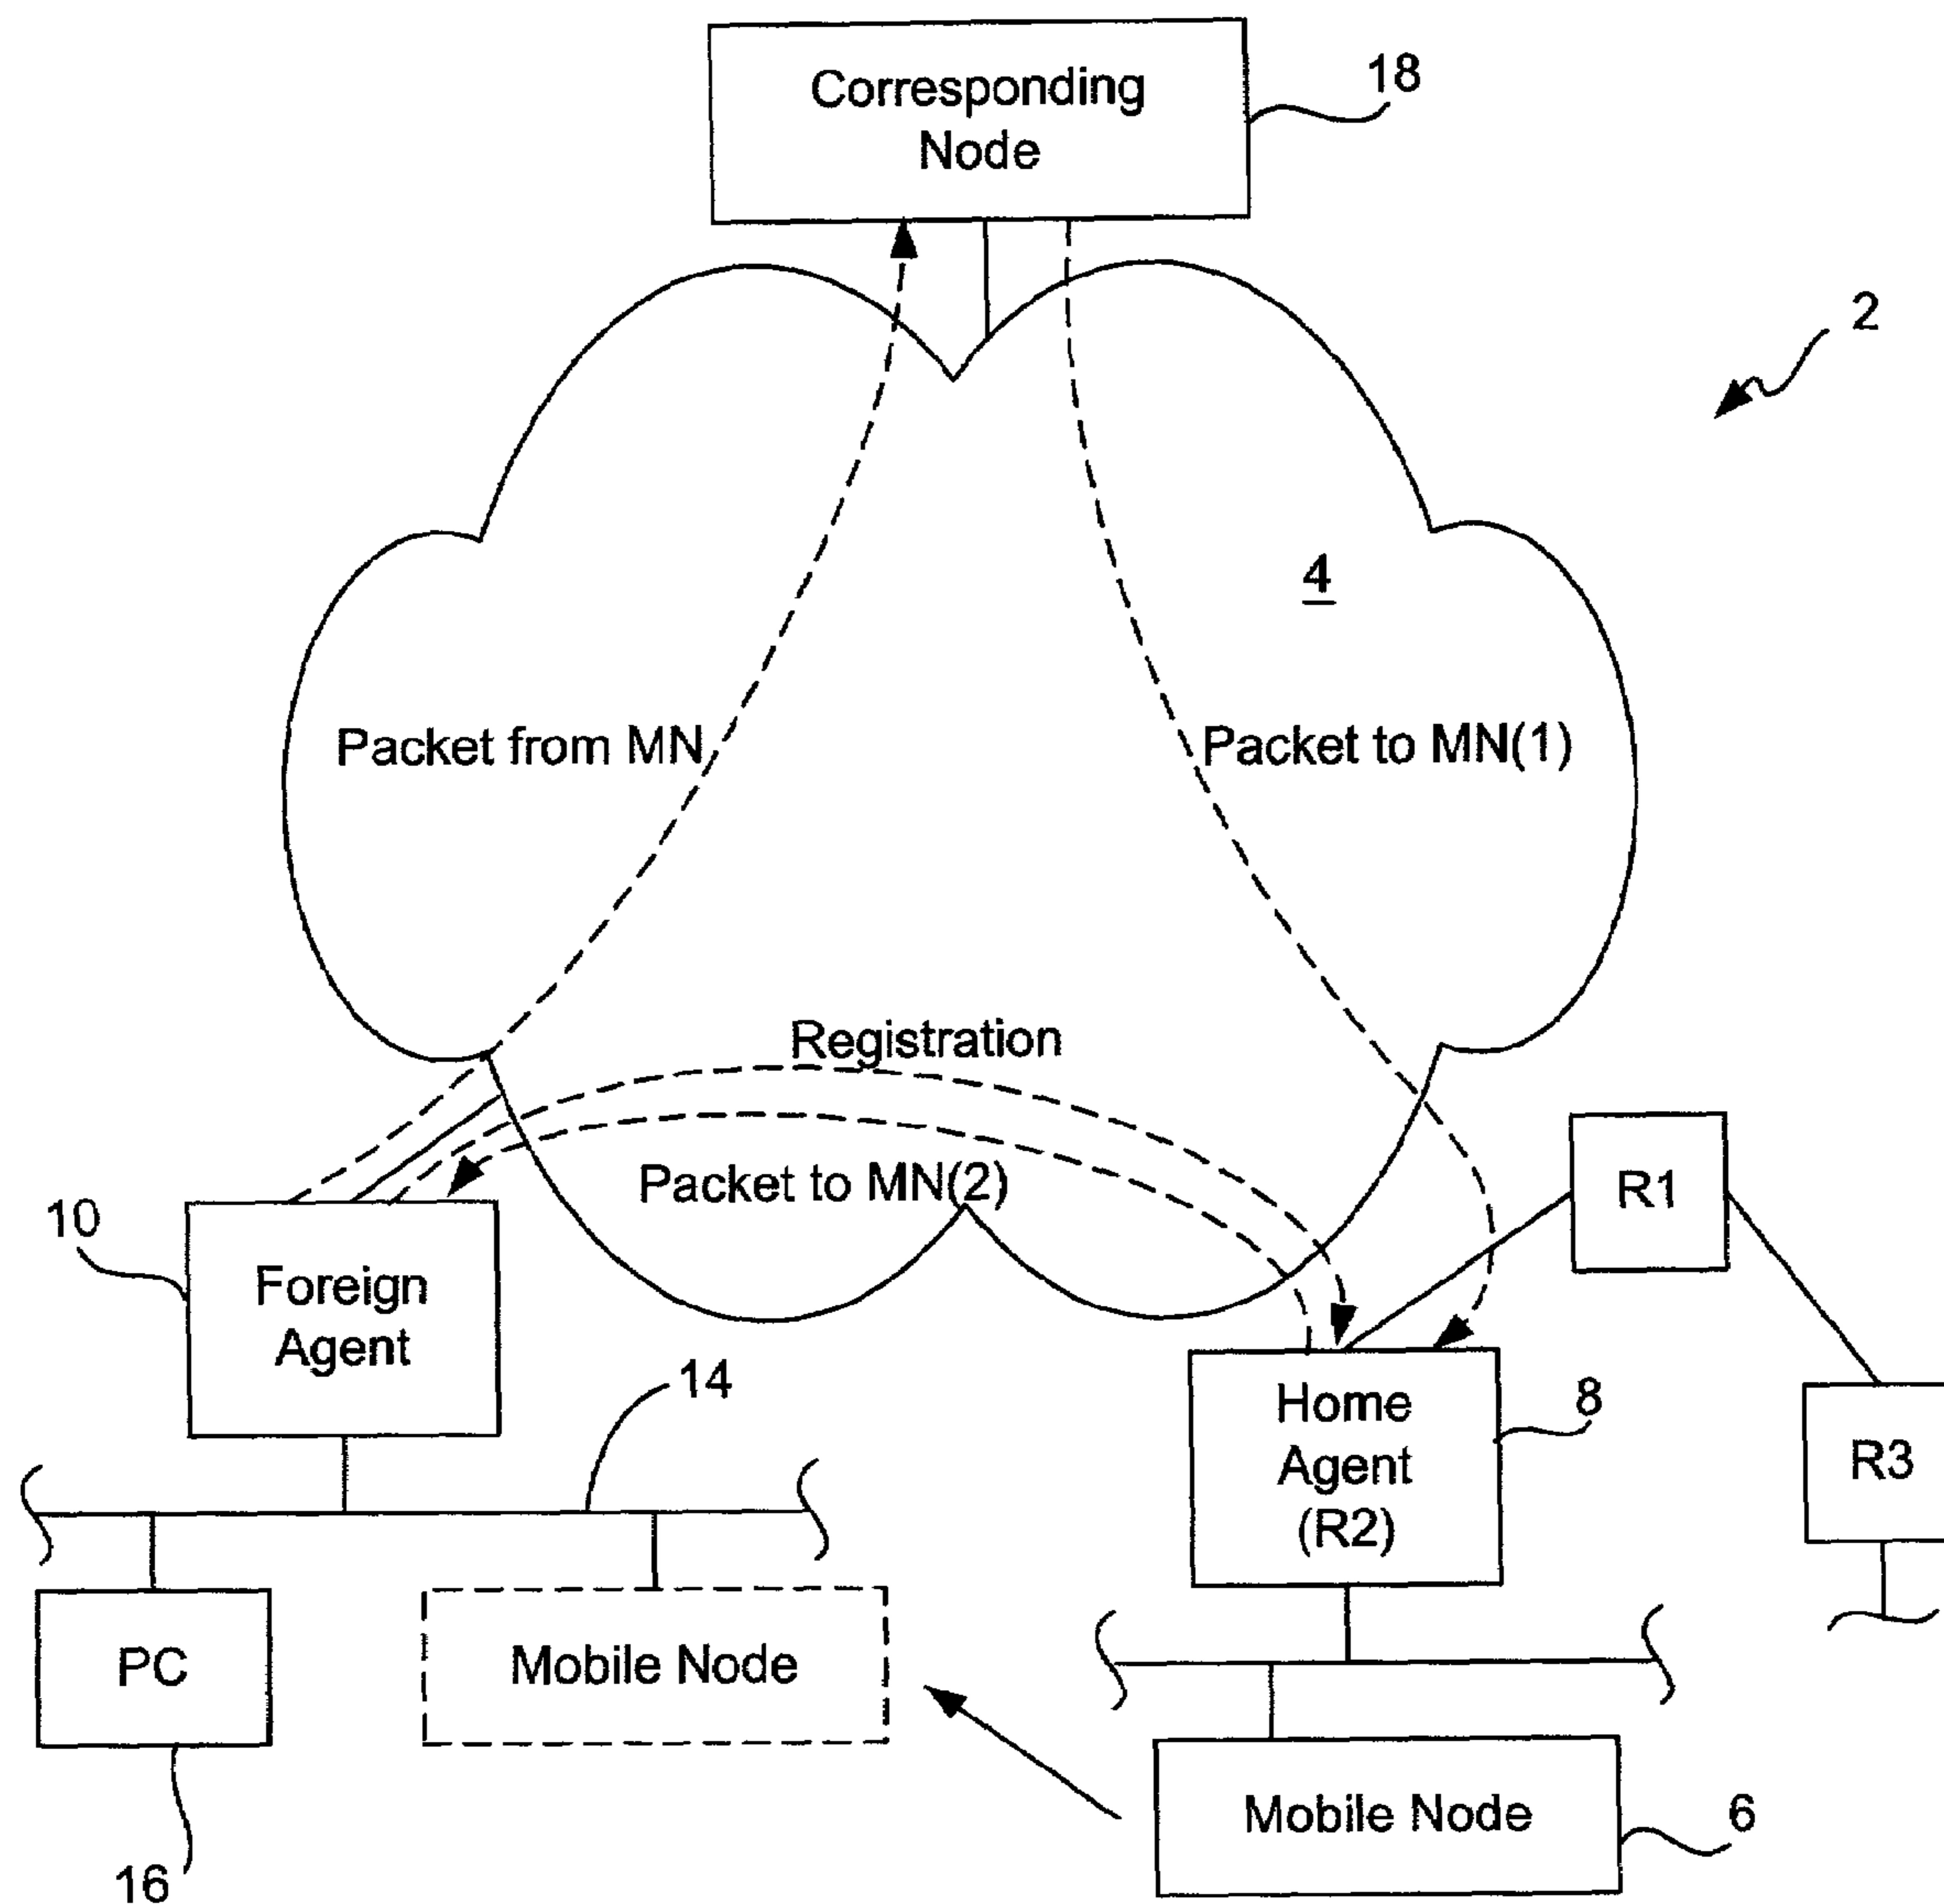 Corresponding
Node
18
2
4
Packet from MN
Packet to MN(1)
Registration
Packet to MN(2)
R1
10
Foreign
Agent
14
Home
Agent
(R2)
8
R3
PC
Mobile Node
Mobile Node
6
16